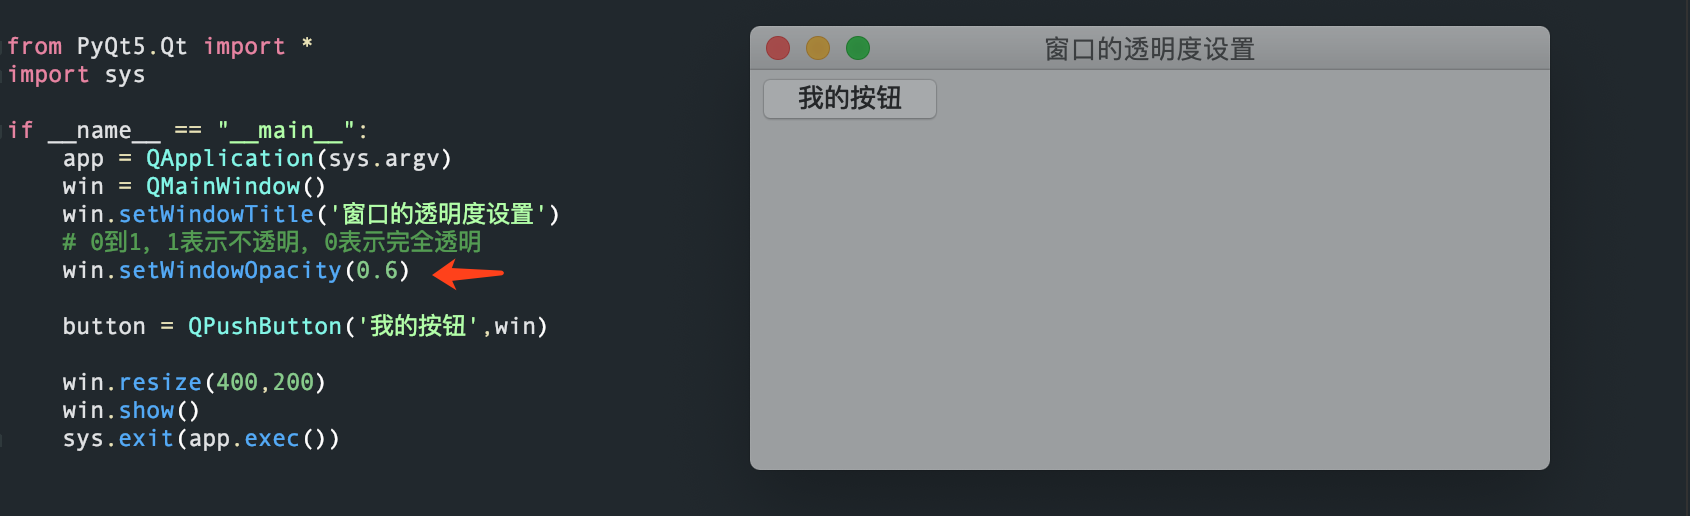 from PyQt5.Qt import *
import sys
if __name__ == "__main__":
app = QApplication(sys.argv)
win = QMainWindow()
win.setWindowTitle('窗口的透明度设置')
# 0到1, 1表示不透明, 0表示完全透明
win.setWindowOpacity(0.6)
button = QPushButton('我的按钮',win)
win.resize(400,200)
win.show()
sys.exit(app.exec())
窗口的透明度设置
我的按钮